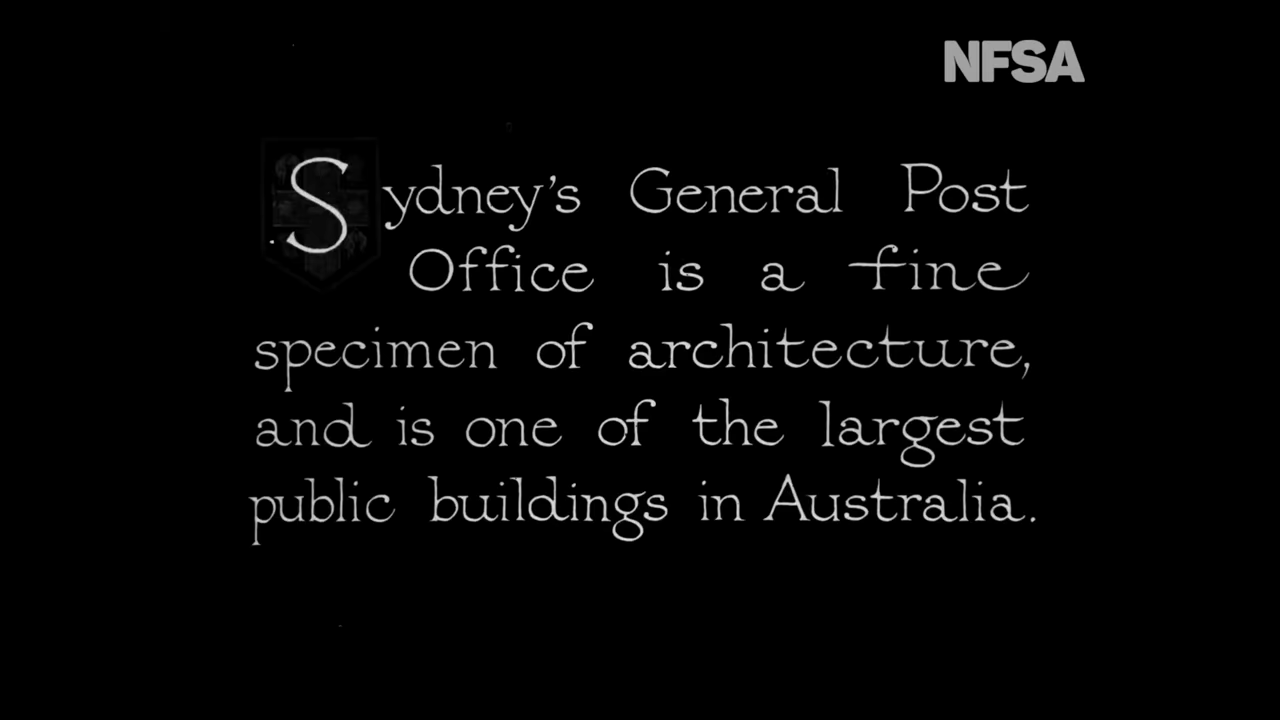 NFSA
Sydney's General Post
Office is a fine
specimen of architecture,
and is one of the largest
public buildings in Australia.